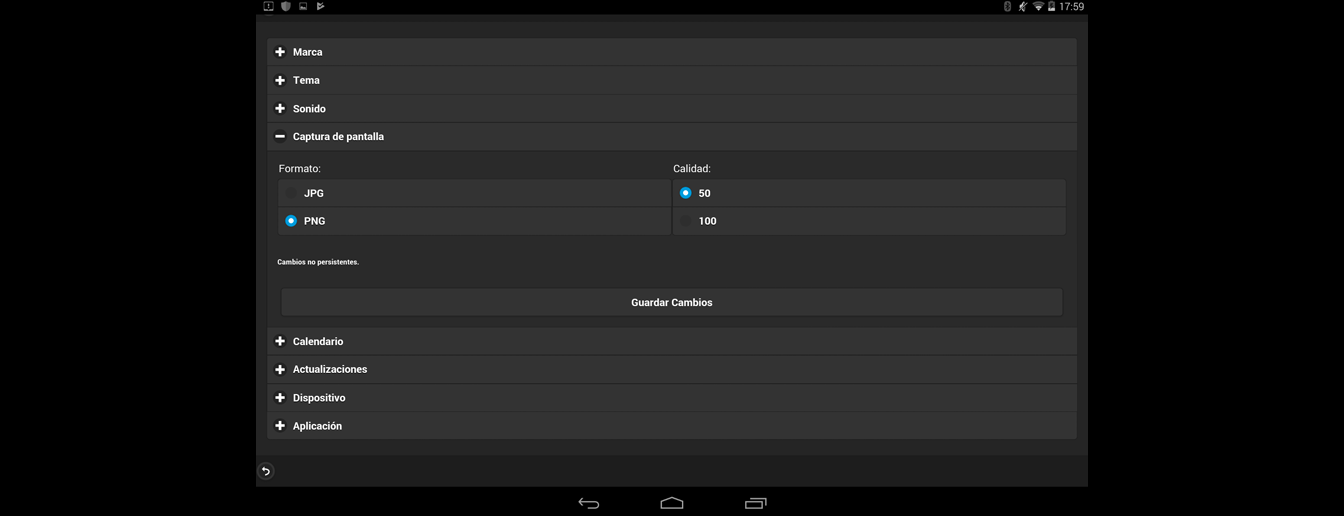 17:59
Marca
Tema
Sonido
Captura de pantalla
Formato:
JPG
PNG
Calidad:
50
100
Cambios no persistentes.
Guardar Cambios
Calendario
Actualizaciones
Dispositivo
Aplicación